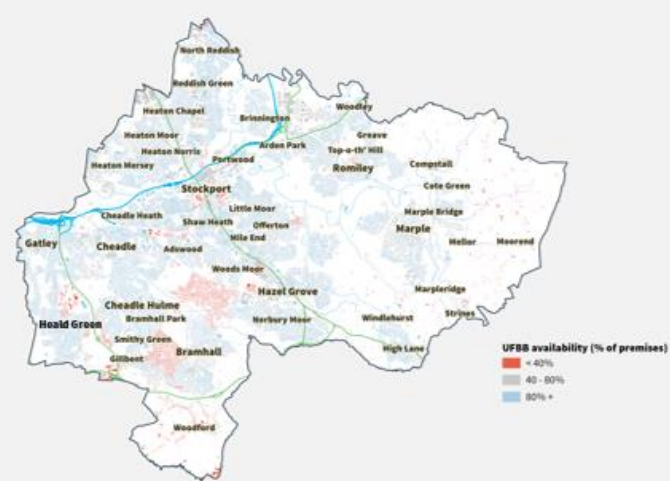 North Reddish
Reddish Green
Heaton Chapel
Woodley
Brinnington
Heaton Moor
Greave
Arden Park
Heaton Norris
Top-o-th' Hill
Portwood
Heaton Mersey
Compstall
Romiley
Stockport
Cote Green
Little Moor
Cheadle Heath
Marple Bridge
Shaw Heath
Offerton
Marple
Mile End
Gatley
Cheadle
Adswood
Mellor
Moorend
Woods Moor
Marpleridge
Hazel Grove
Cheadle Hulme
Bramhall Park
Norbury Moor
Windlehurst
Strines
Heald Green
Smithy Green
High Lane
Bramhall
Gillbent
UFBB availability (% of premises)
< 40%
40 - 80%
80% +
Woodford